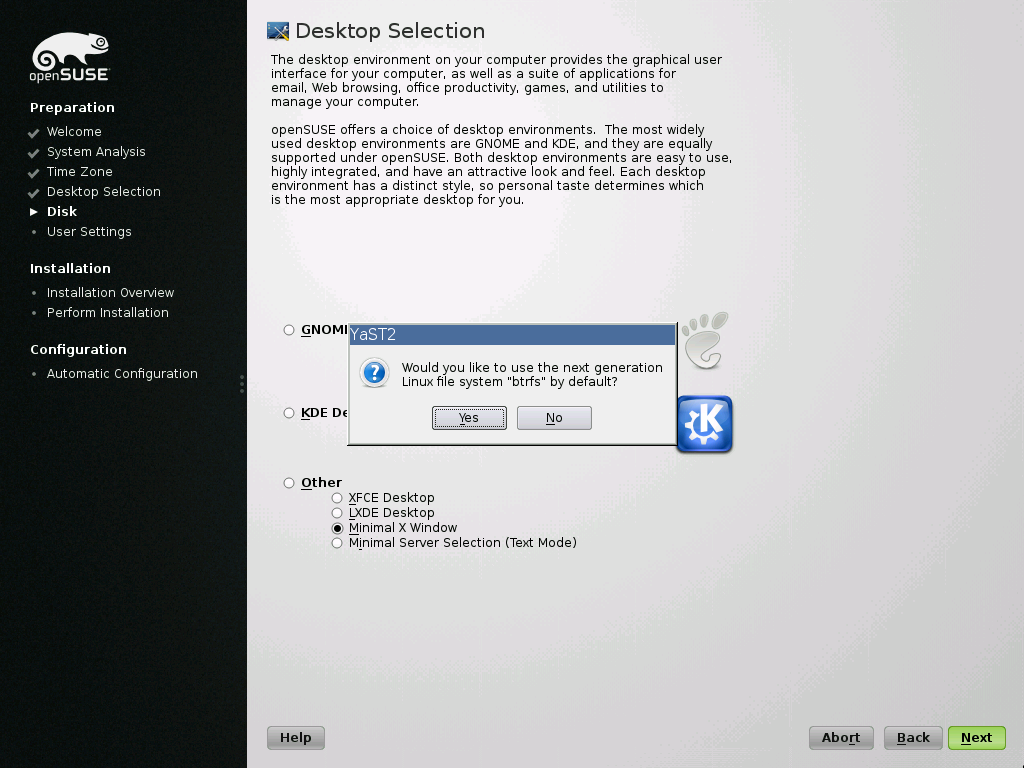 openSUSE
Preparation
Welcome
System Analysis
Time Zone
Desktop Selection
Disk
User Settings
Installation
Installation Overview
Perform Installation
Configuration
Automatic Configuration
Desktop Selection
The desktop environment on your computer provides the graphical user
interface for your computer, as well as a suite of applications for
email, Web browsing, office productivity, games, and utilities to
manage your computer.
openSUSE offers a choice of desktop environments.  The most widely
used desktop environments are GNOME and KDE, and they are equally
supported under openSUSE. Both desktop environments are easy to use,
highly integrated, and have an attractive look and feel. Each desktop
environment has a distinct style, so personal taste determines which
is the most appropriate desktop for you.
YaST2
Would you like to use the next generation
Linux file system "btrfs" by default?
Yes
No
KDE
Other
XFCE Desktop
LXDE Desktop
Minimal X Window
Minimal Server Selection (Text Mode)
Help
Abort
Back
Next